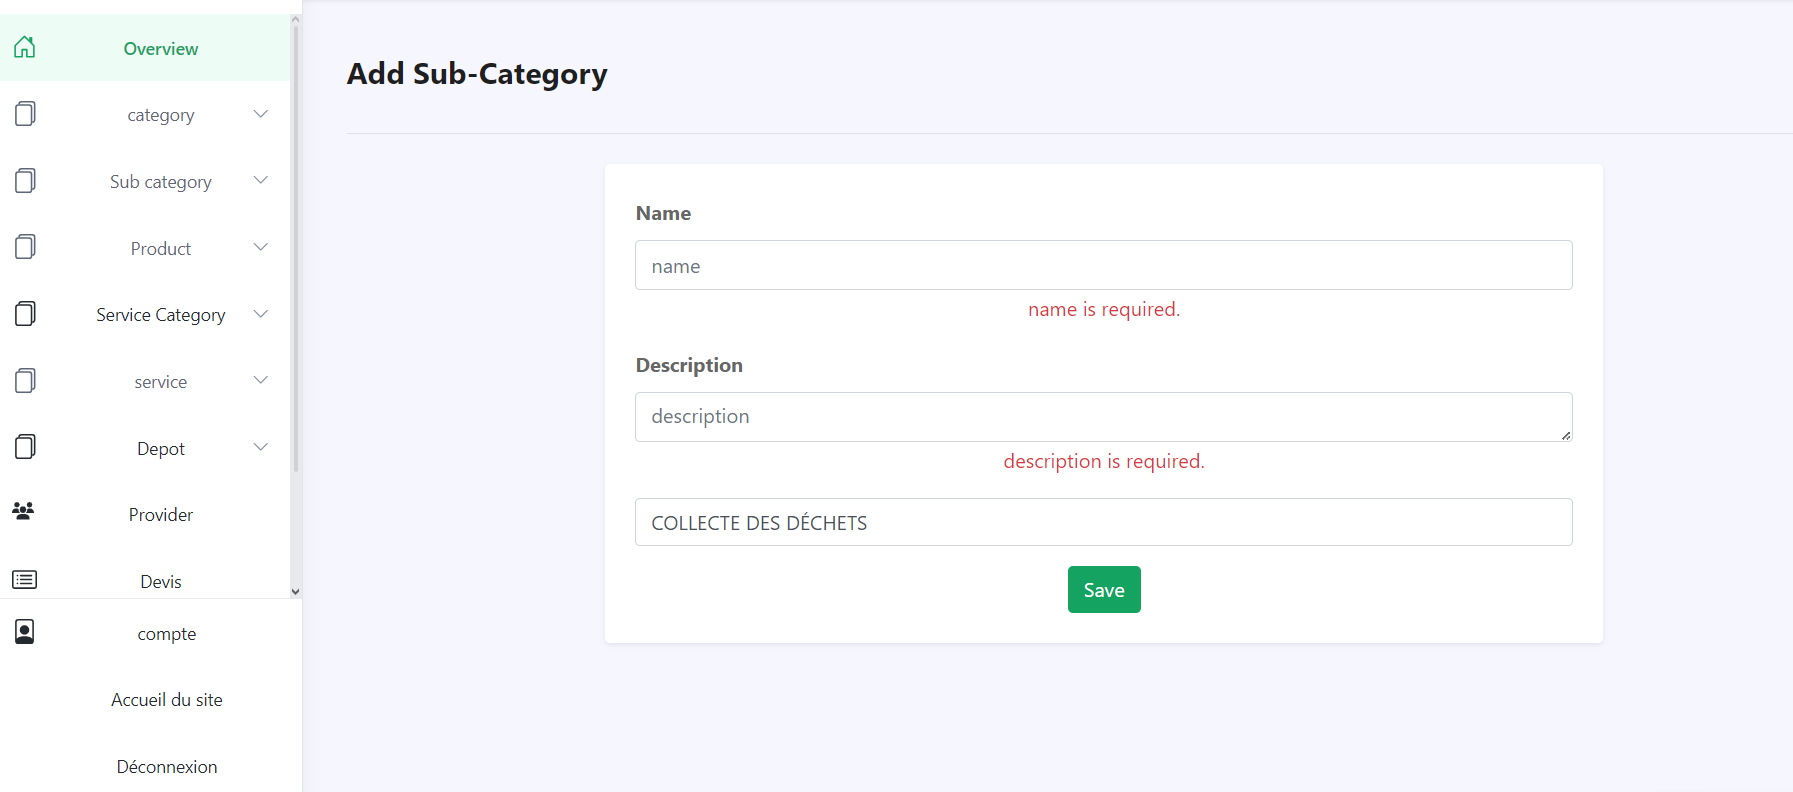 Overview
category
Sub category
Product
Service Category
service
Depot
Provider
Devis
compte
Accueil du site
Déconnexion
Add Sub-Category
Name
name
name is required.
Description
description
description is required.
COLLECTE DES DÉCHETS
Save